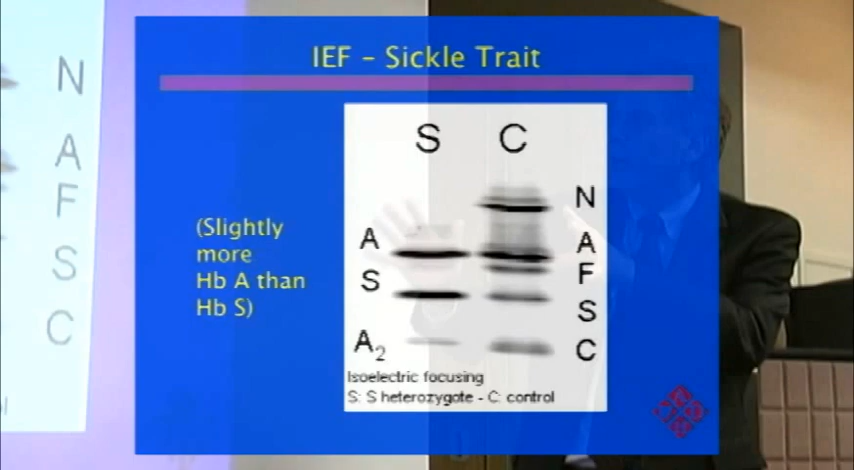 IEF – Sickle Trait
S C
N
A A
(Slightly
more
Hb A than
Hb S)
F
S
S
A2
C
Isoelectric focusing
S: S heterozygote - C: control
N
A
F
S
C